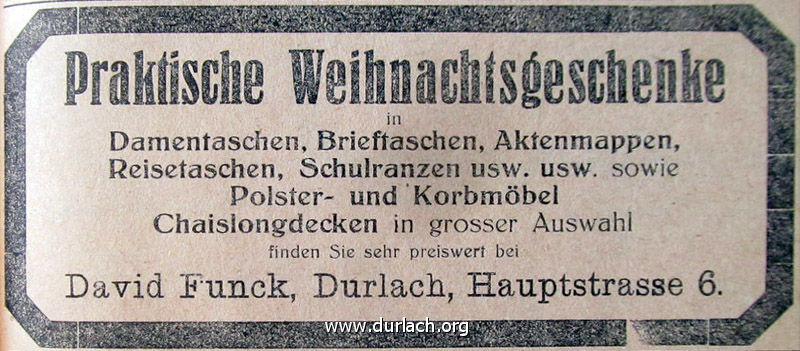 Praktische Weihnachtsgeschenke
in
Damentaschen, Brieftaschen, Aktenmappen,
Reisetaschen, Schulranzen usw. usw. sowie
Polster- und Korbmöbel
Chaislongdecken in grosser Auswahl
finden Sie sehr preiswert bei
David Funck, Durlach, Hauptstrasse 6.
www.durlach.org